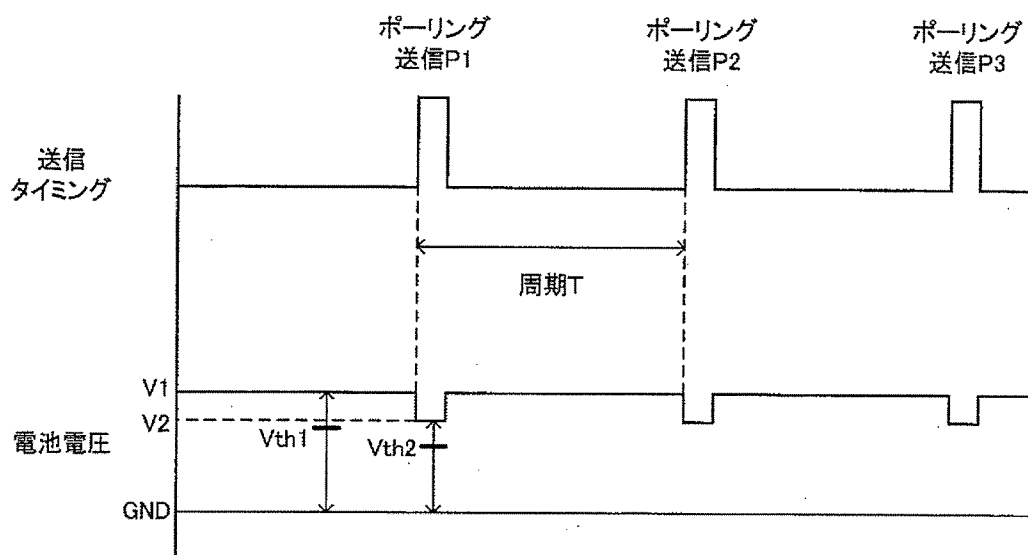 ポーリング
送信P1
ポーリング
送信P2
ポーリング
送信P3
送信
タイミング
周期T
V1
V2
電池電圧
Vth1
Vth2
GND